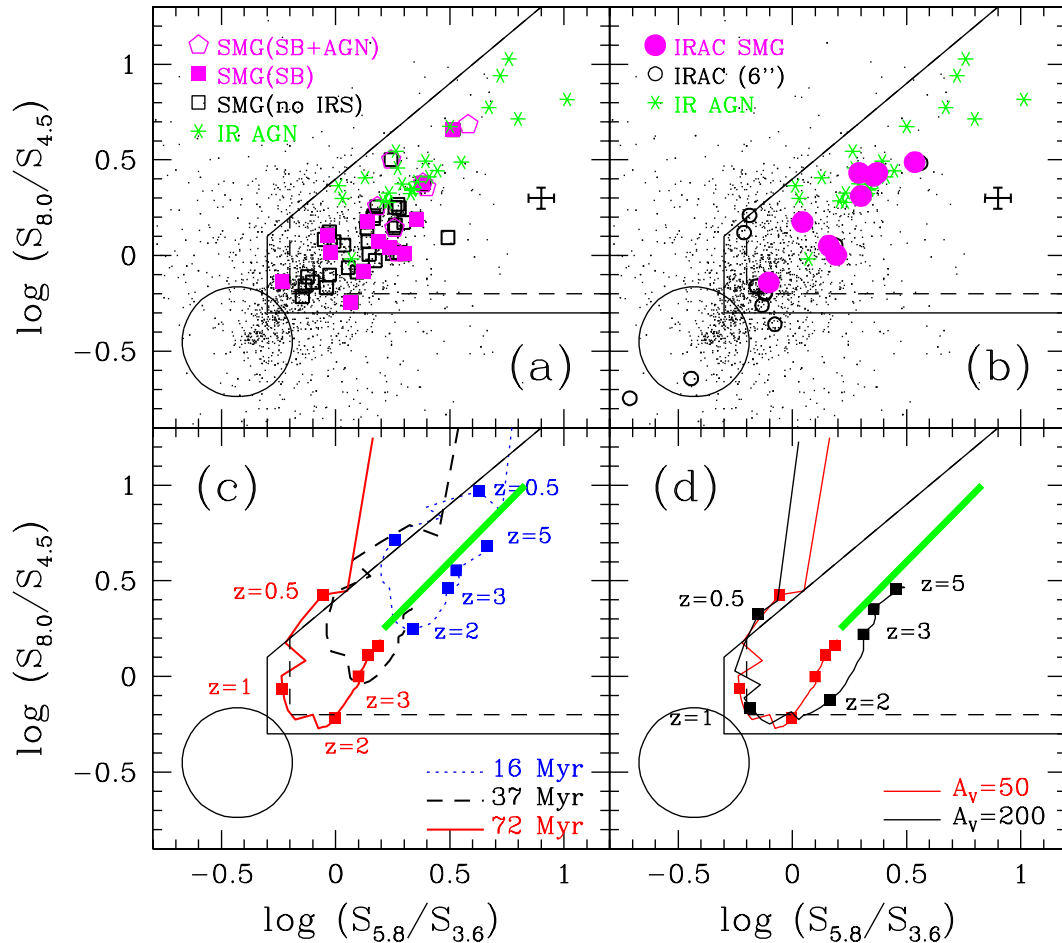 SMG(SB+AGN)
SMG(SB)
SMG(no IRS)
IR AGN
(a)
IRAC SMG
IRAC (6'')
IR AGN
(b)
1
0.5
0
−0.5
log (S8.0/S4.5)
(c)
z=0.5
z=5
z=3
z=2
z=0.5
z=1
z=3
z=2
16 Myr
37 Myr
72 Myr
(d)
z=0.5
z=5
z=3
z=2
z=1
AV=50
AV=200
1
0.5
0
−0.5
log (S8.0/S4.5)
−0.5 0 0.5 1
−0.5 0 0.5 1
log (S5.8/S3.6)
log (S5.8/S3.6)